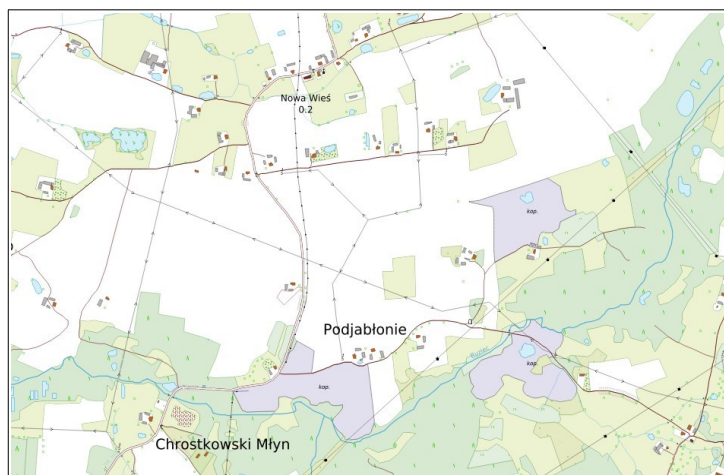 Nowa Wieś
0.2
kap.
Podjabłonie
kap.
kap.
Chrostkowski Młyn